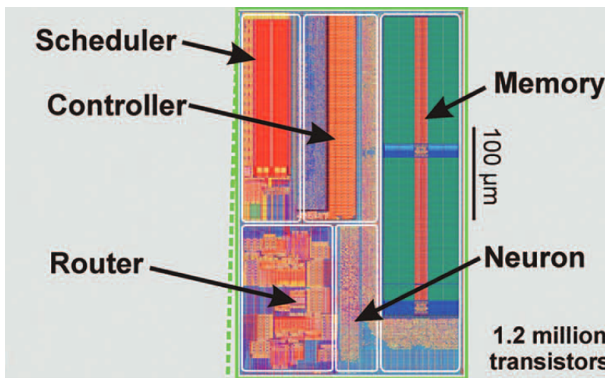 Scheduler
Controller
Memory
100 µm
Router
Neuron
1.2 million
transistors